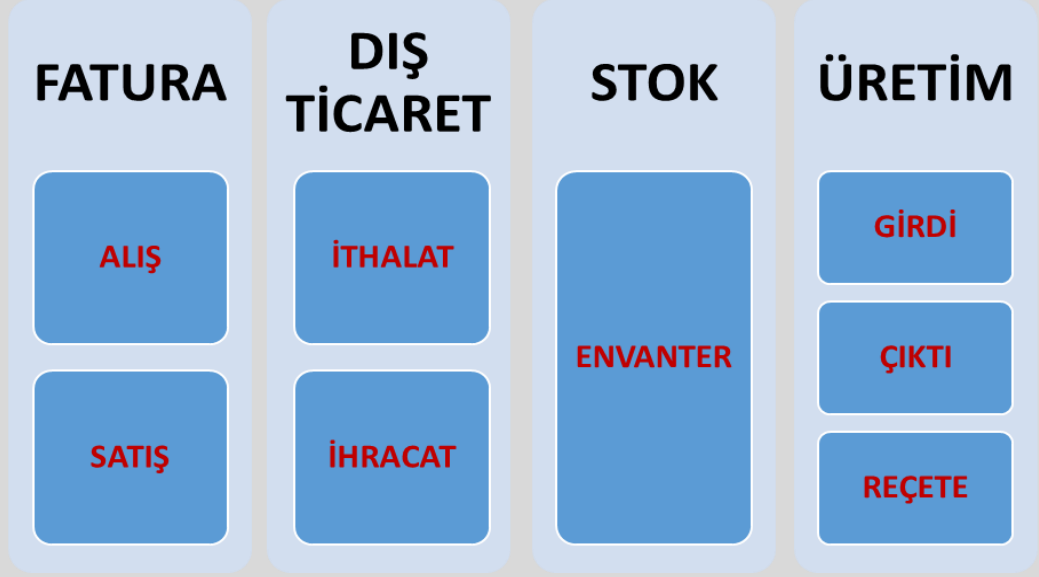 FATURA
ALIŞ
SATIŞ
DIŞ
TİCARET
İTHALAT
İHRACAT
STOK
ENVANTER
ÜRETİM
GİRDİ
ÇIKTI
REÇETE